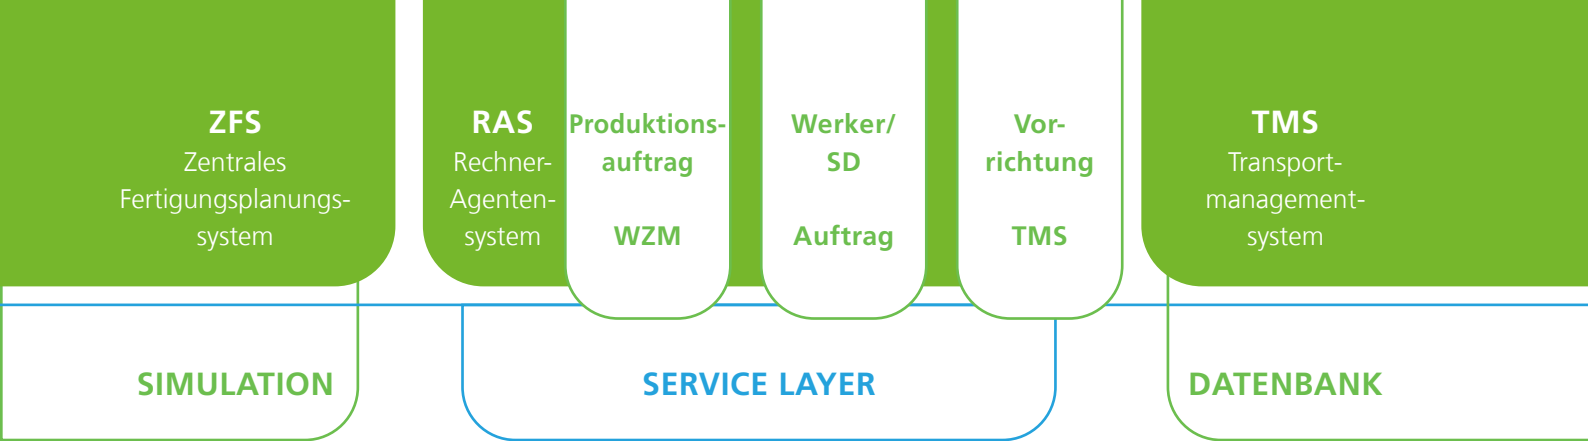 ZFS
Zentrales
Fertigungsplanungs-
system
RAS
Rechner-
Agenten-
system
Produktions-
auftrag
WZM
Werker/
SD
Auftrag
Vor-
richtung
TMS
TMS
Transport-
management-
system
SIMULATION
SERVICE LAYER
DATENBANK